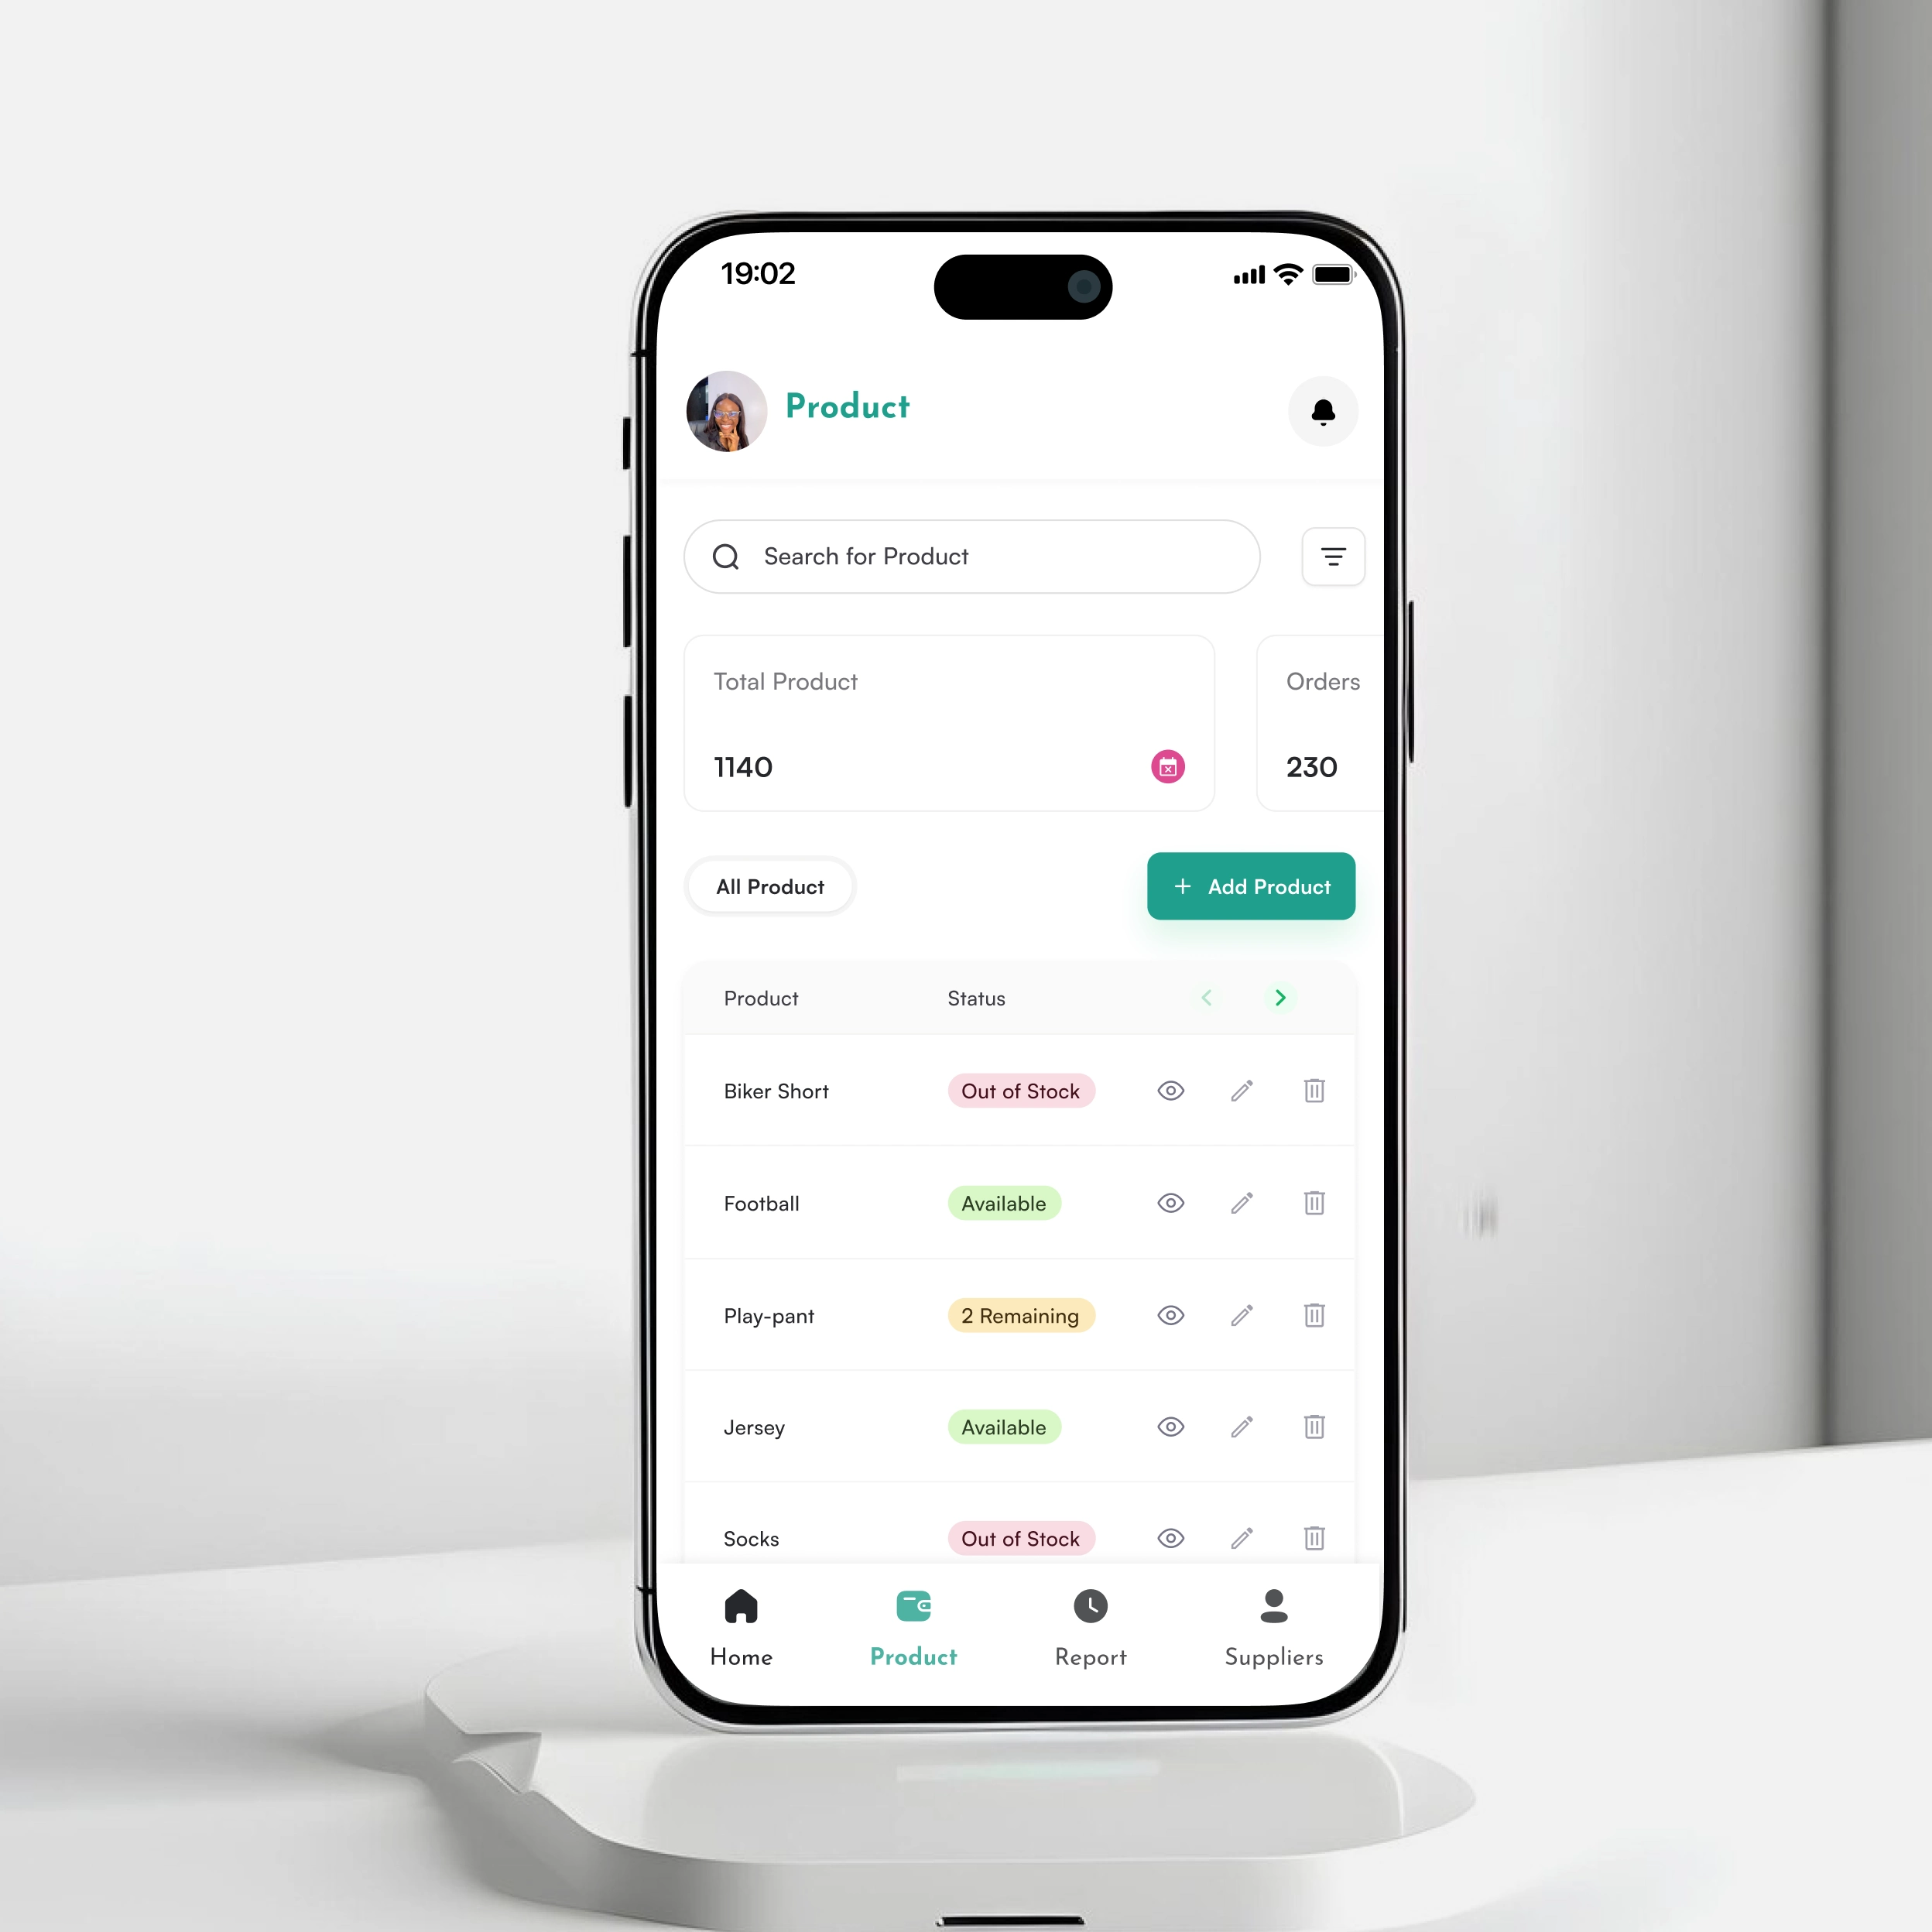 19:02
Product
Search for Product
Total Product
1140
Orders
230
All Product
+ Add Product
Product Status
Biker Short Out of Stock
Football Available
Play-pant 2 Remaining
Jersey Available
Socks Out of Stock
Home Product Report Suppliers